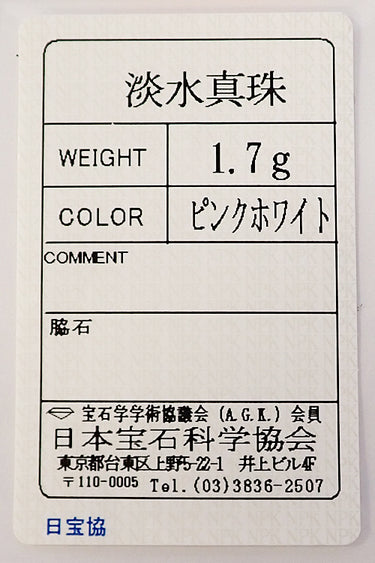 淡水真珠
WEIGHT 1.7g
COLOR ピンクホワイト
COMMENT
脇石
宝石学学術協議会 (A.G.K.) 会員
日本宝石科学協会
東京都台東区上野5-22-1 井上ビル4F
〒110-0005 Tel.(03)3836-2507
日宝協